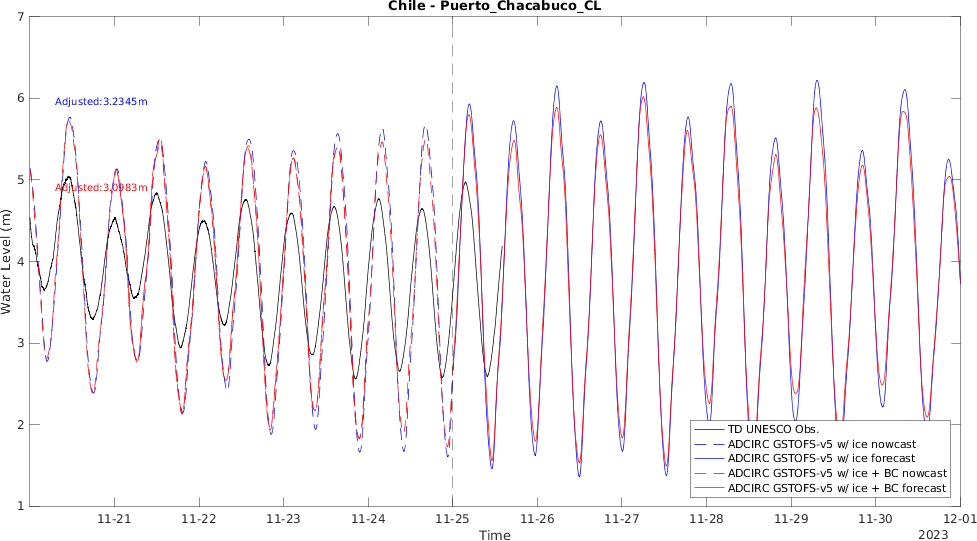 Chile - Puerto_Chacabuco_CL
7
6
5
4
3
2
1
Water Level (m)
Adjusted:3.2345m
Adjusted:3.0983m
TD UNESCO Obs.
ADCIRC GSTOFS-v5 w/ ice nowcast
ADCIRC GSTOFS-v5 w/ ice forecast
ADCIRC GSTOFS-v5 w/ ice + BC nowcast
ADCIRC GSTOFS-v5 w/ ice + BC forecast
11-21 11-22 11-23 11-24 11-25 11-26 11-27 11-28 11-29 11-30 12-01
Time
2023